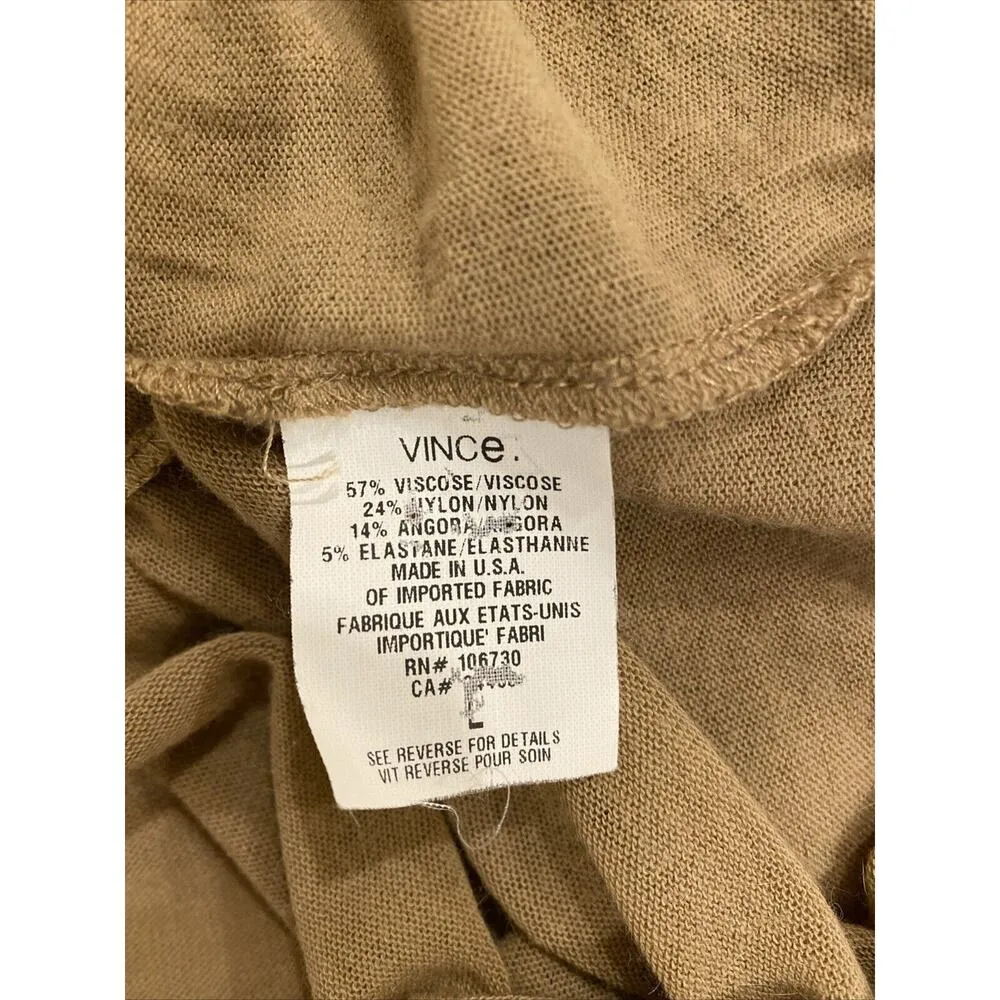 VINCe.
57% VISCOSE/VISCOSE
24% NYLON/NYLON
14% ANGORA/ANGORA
5% ELASTANE/ELASTHANNE
MADE IN U.S.A.
OF IMPORTED FABRIC
FABRIQUE AUX ETATS-UNIS
IMPORTIQUE' FABRI
RN# 106730
CA#
L
SEE REVERSE FOR DETAILS
VIT REVERSE POUR SOIN